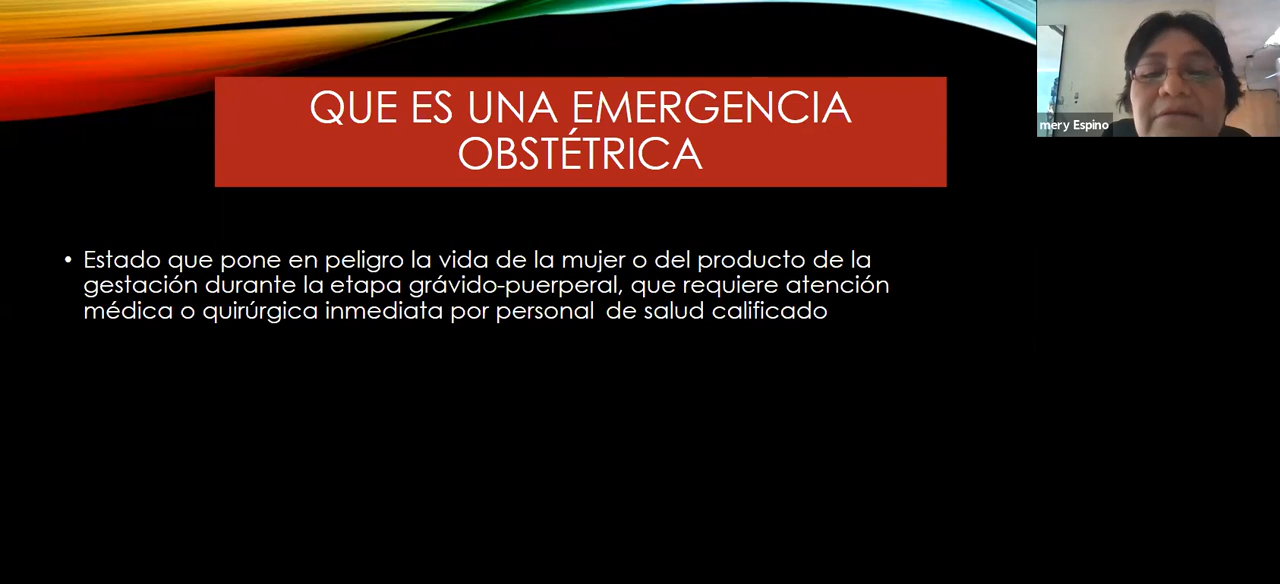 QUE ES UNA EMERGENCIA
OBSTÉTRICA
mery Espino
• Estado que pone en peligro la vida de la mujer o del producto de la
gestación durante la etapa grávido-puerperal, que requiere atención
médica o quirúrgica inmediata por personal  de salud calificado